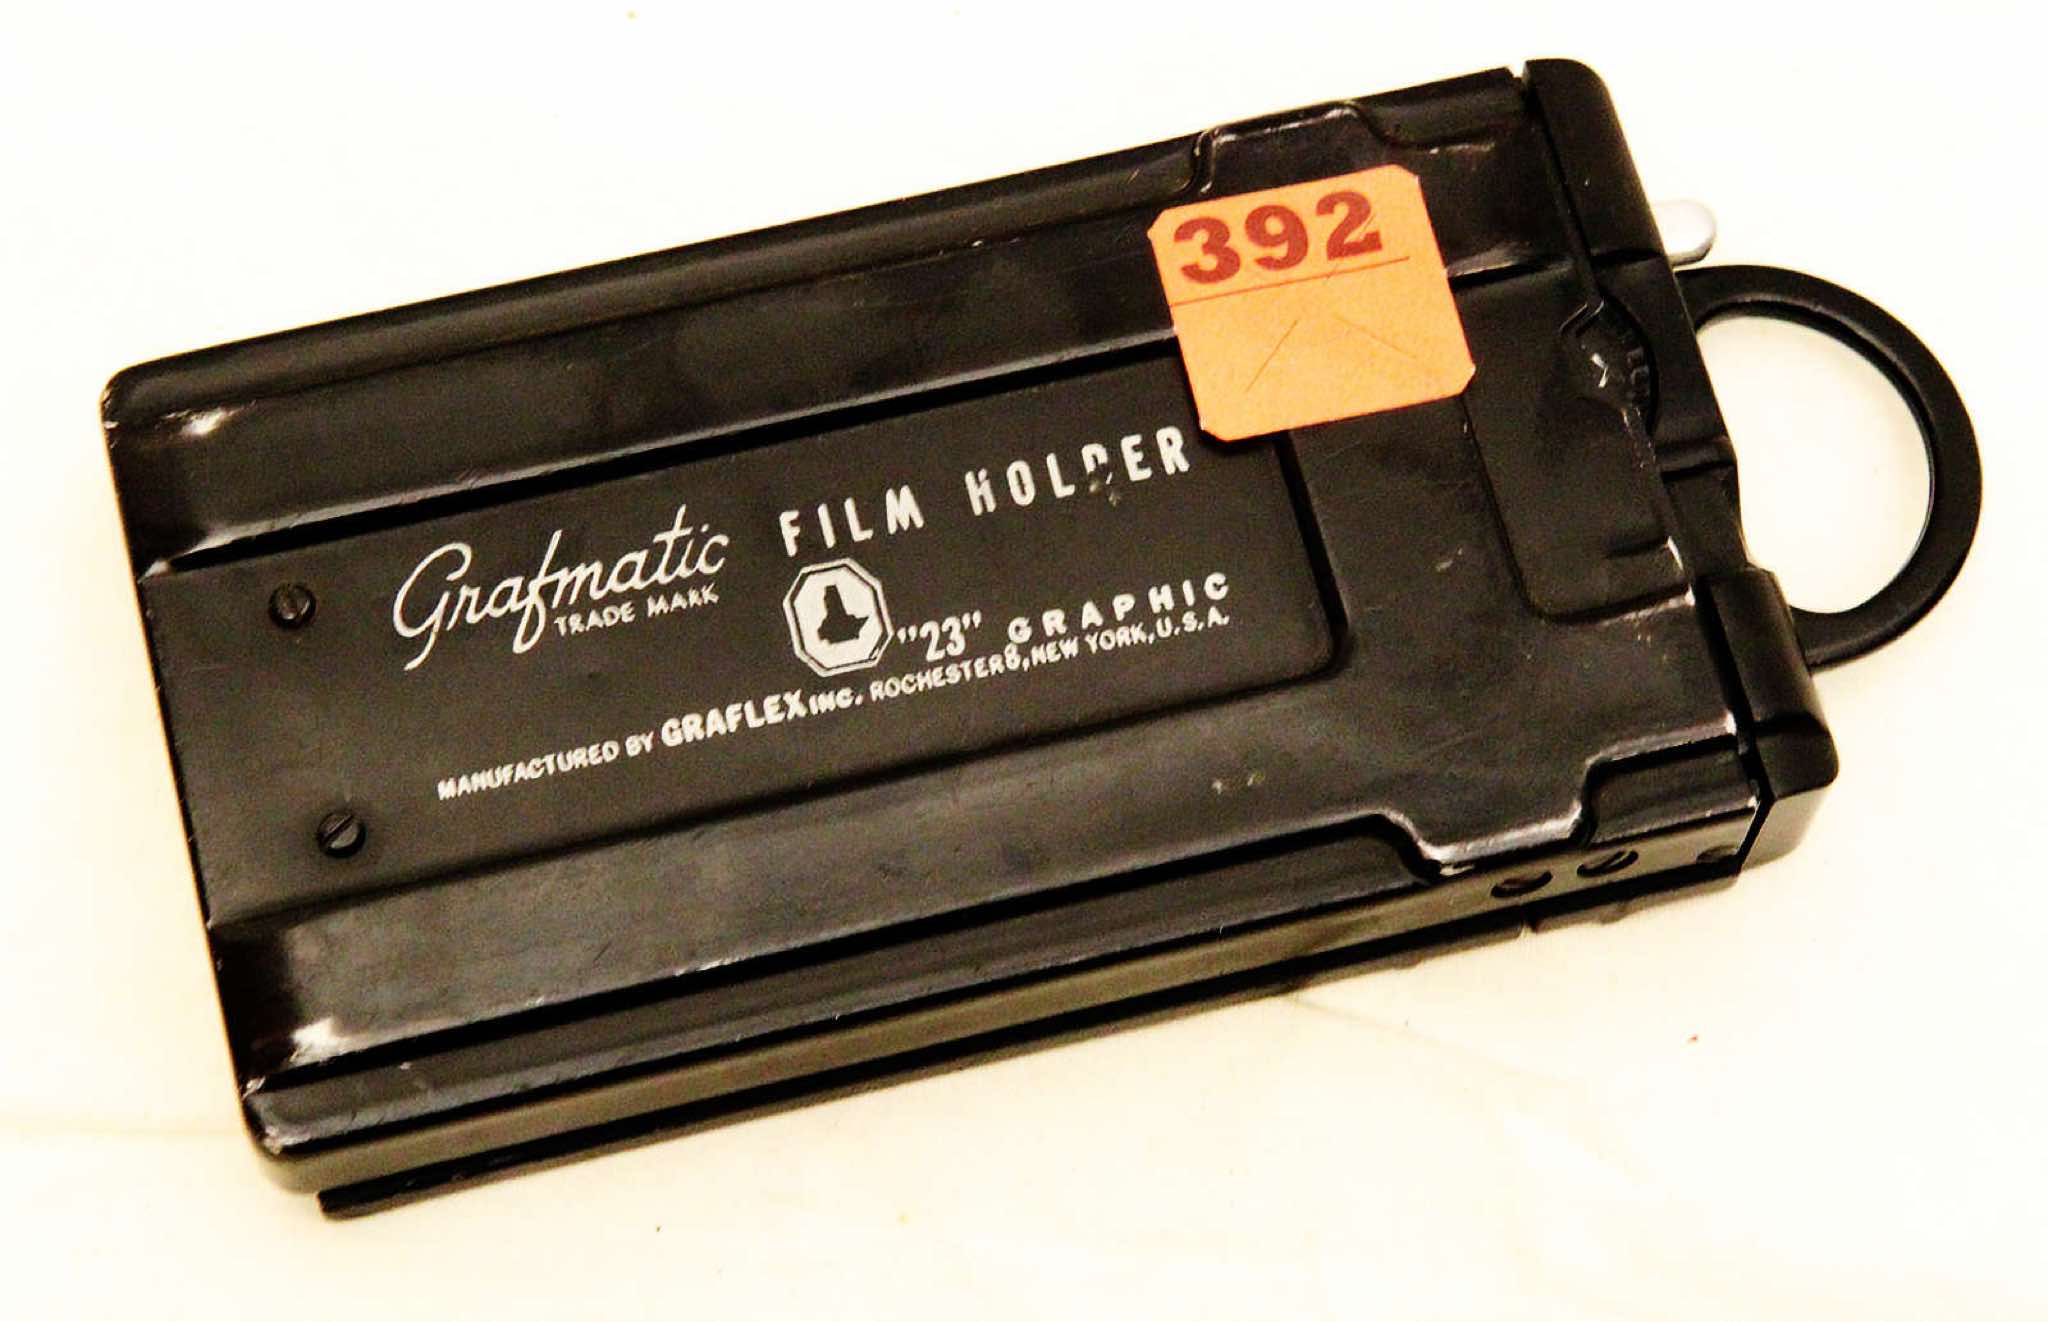 392
Grafmatic FILM HOLDER
TRADE MARK
"23" GRAPHIC
MANUFACTURED BY GRAFLEX INC. ROCHESTER 8, NEW YORK, U.S.A.